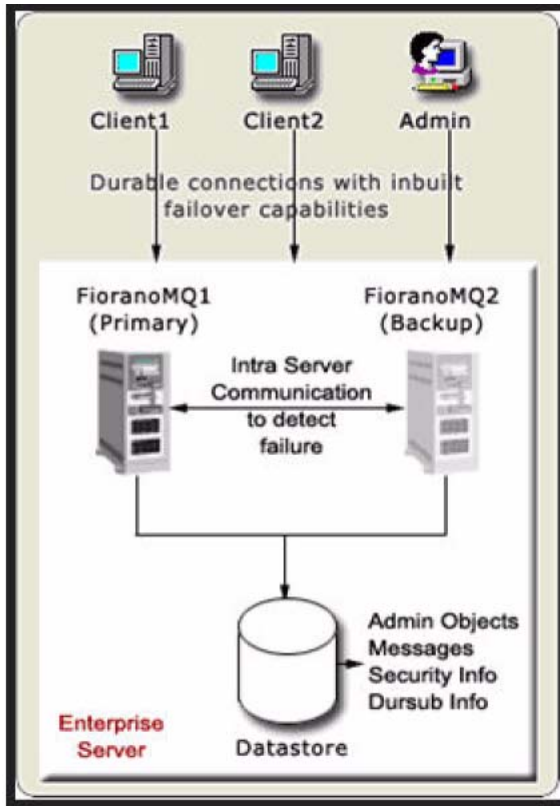 Client1
Client2
Admin
Durable connections with inbuilt
failover capabilities
FioranoMQ1
(Primary)
FioranoMQ2
(Backup)
Intra Server
Communication
to detect
failure
Admin Objects
Messages
Security Info
Dursub Info
Enterprise
Server
Datastore